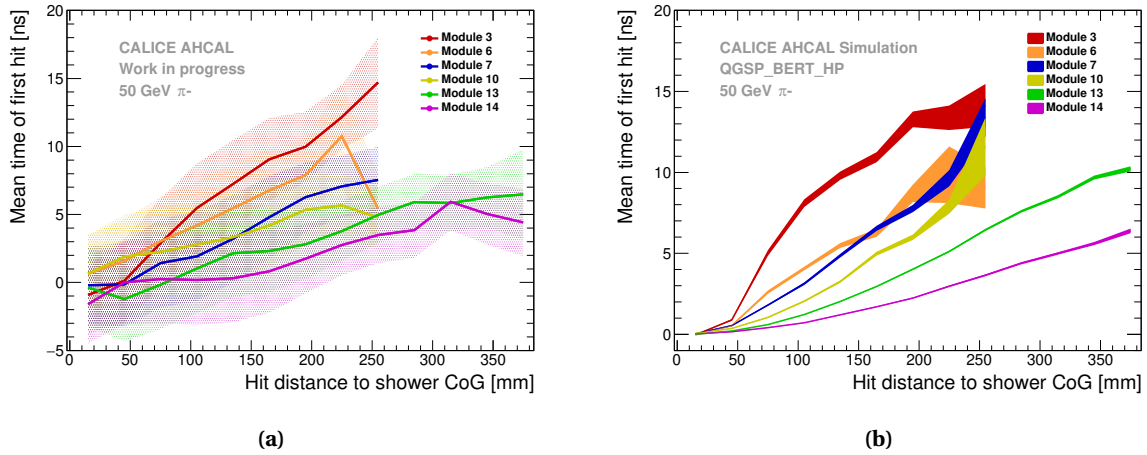 Mean time of first hit [ns]
20
15
10
5
0
−5
CALICE AHCAL
Work in progress
50 GeV π-
Module 3
Module 6
Module 7
Module 10
Module 13
Module 14
0 50 100 150 200 250 300 350
Hit distance to shower CoG [mm]
(a)
Mean time of first hit [ns]
20
15
10
5
0
CALICE AHCAL Simulation
QGSP_BERT_HP
50 GeV π-
Module 3
Module 6
Module 7
Module 10
Module 13
Module 14
0 50 100 150 200 250 300 350
Hit distance to shower CoG [mm]
(b)